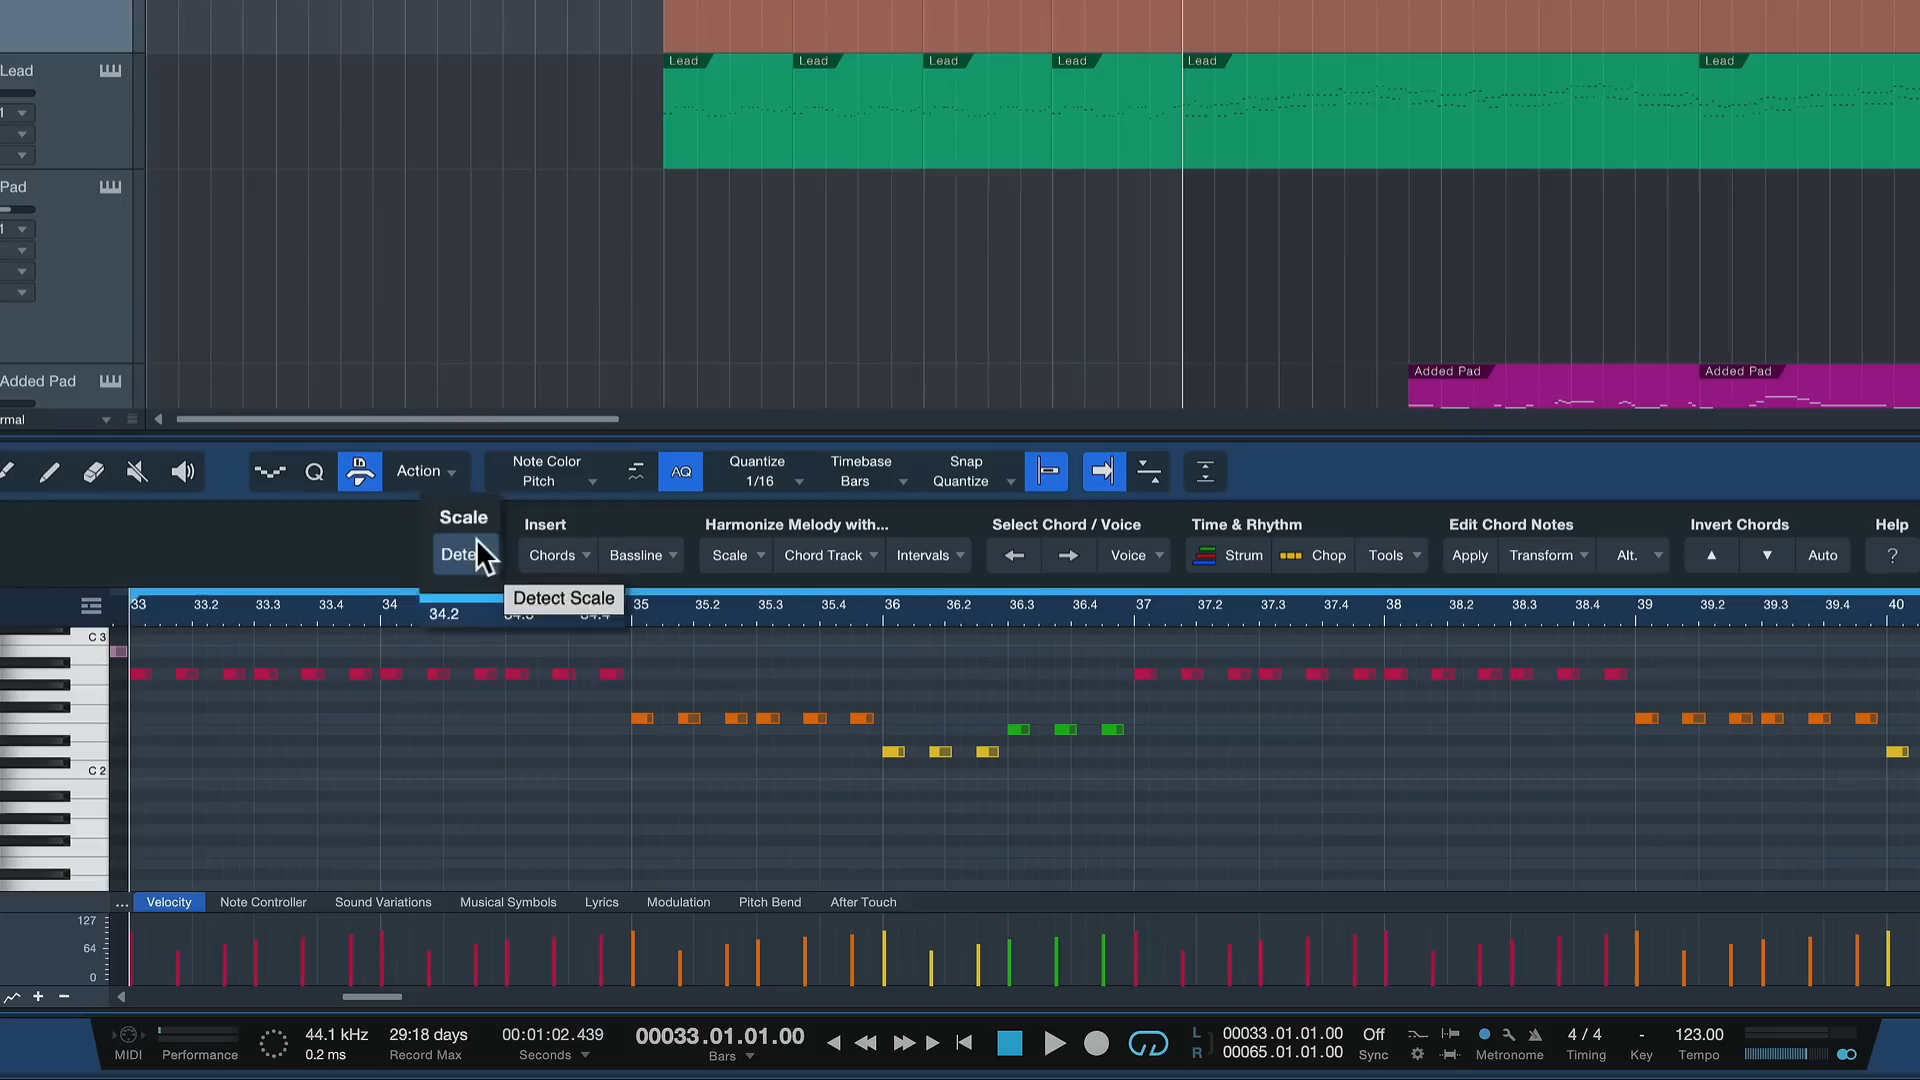 Lead Lead Lead Lead Lead
Lead
1
Pad
1
Added Pad Added Pad
Added Pad
rmal
Action
Note Color
Pitch
AQ
Quantize
1/16
Timebase
Bars
Snap
Quantize
Q
Scale
Dete
Detect Scale
Insert
Chords Bassline
Harmonize Melody with...
Scale Chord Track Intervals
Select Chord / Voice
Voice
Time & Rhythm
Strum Chop Tools
Edit Chord Notes
Apply Transform Alt.
Invert Chords
Auto
Help
?
33 33.2 33.3 33.4 34 34.2 34.3 34.4 35 35.2 35.3 35.4 36 36.2 36.3 36.4 37 37.2 37.3 37.4 38 38.2 38.3 38.4 39 39.2 39.3 39.4 40
C 3
C 2
... Velocity Note Controller Sound Variations Musical Symbols Lyrics Modulation Pitch Bend After Touch
127
64
0
MIDI
Performance
44.1 kHz
0.2 ms
29:18 days
Record Max
00:01:02.439
Seconds
00033.01.01.00
Bars
L 00033.01.01.00
R 00065.01.01.00
Off
Sync
Metronome
4 / 4
Timing
-
Key
123.00
Tempo